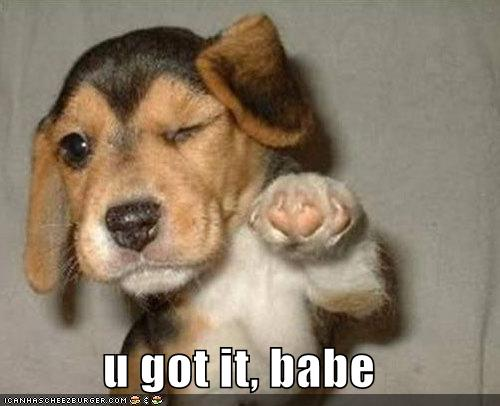 u got it, babe
ICANHASCHEEZBURGER.COM